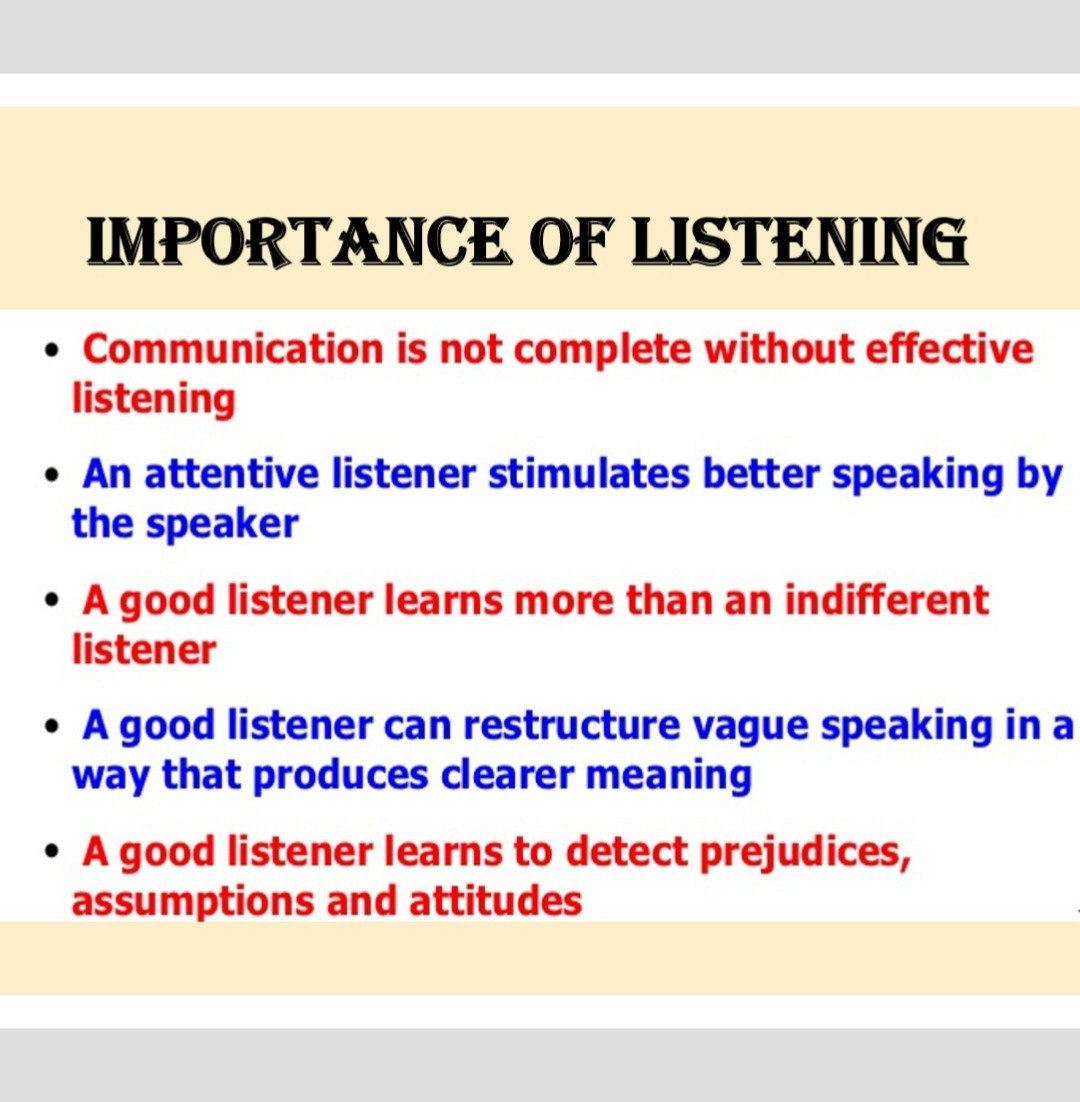 IMPORTANCE OF LISTENING
• Communication is not complete without effective
listening
• An attentive listener stimulates better speaking by
the speaker
• A good listener learns more than an indifferent
listener
• A good listener can restructure vague speaking in a
way that produces clearer meaning
• A good listener learns to detect prejudices,
assumptions and attitudes